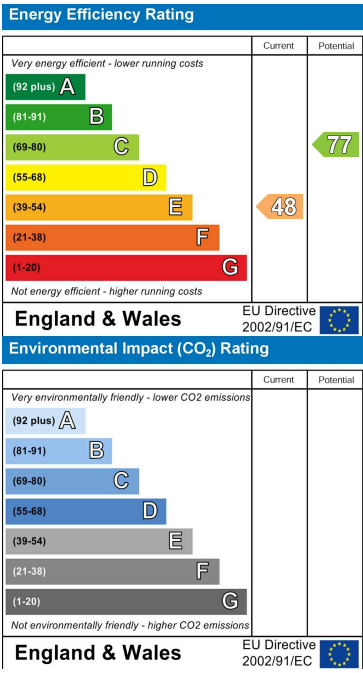 Energy Efficiency Rating
Current Potential
Very energy efficient - lower running costs
(92 plus) A
(81-91) B
(69-80) C
77
(55-68) D
(39-54) E
48
(21-38) F
(1-20) G
Not energy efficient - higher running costs
England & Wales
EU Directive
2002/91/EC
Environmental Impact (CO₂) Rating
Current Potential
Very environmentally friendly - lower CO2 emissions
(92 plus) A
(81-91) B
(69-80) C
(55-68) D
(39-54) E
(21-38) F
(1-20) G
Not environmentally friendly - higher CO2 emissions
England & Wales
EU Directive
2002/91/EC